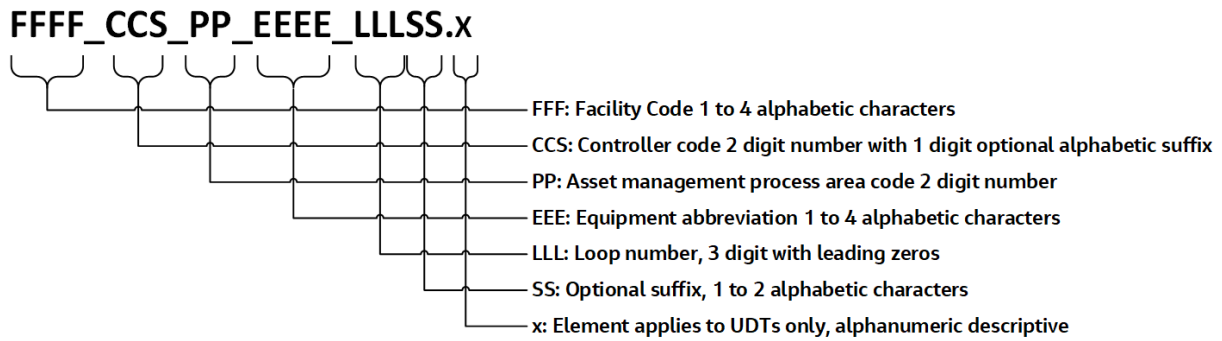 FFFF_CCS_PP_EEEE_LLLSS.x
FFF: Facility Code 1 to 4 alphabetic characters
CCS: Controller code 2 digit number with 1 digit optional alphabetic suffix
PP: Asset management process area code 2 digit number
EEE: Equipment abbreviation 1 to 4 alphabetic characters
LLL: Loop number, 3 digit with leading zeros
SS: Optional suffix, 1 to 2 alphabetic characters
x: Element applies to UDTs only, alphanumeric descriptive